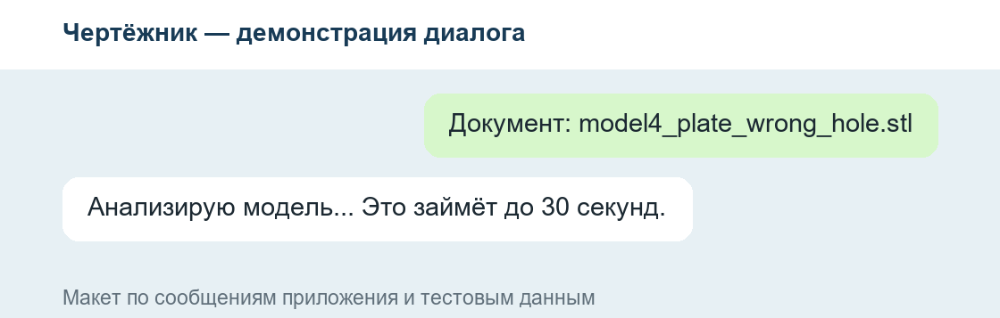 Чертёжник — демонстрация диалога
Документ: model4_plate_wrong_hole.stl
Анализирую модель... Это займёт до 30 секунд.
Макет по сообщениям приложения и тестовым данным